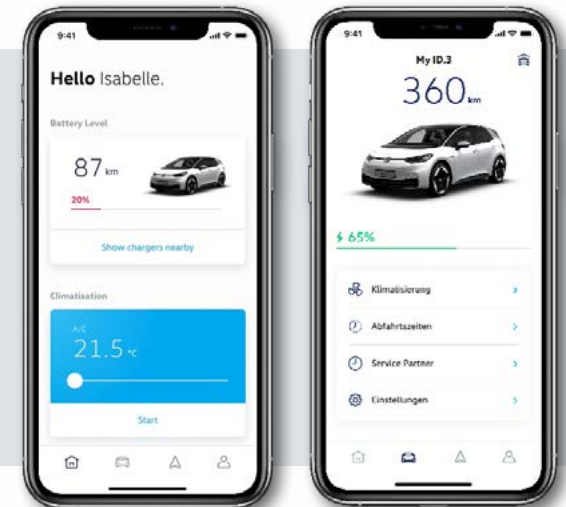 9:41
Hello Isabelle.
Battery Level
87 km
20%
Show chargers nearby
Climatisation
A/C
21.5 °C
Start
9:41
My ID.3
360 km
65%
Klimatisierung
Abfahrtszeiten
Service Partner
Einstellungen